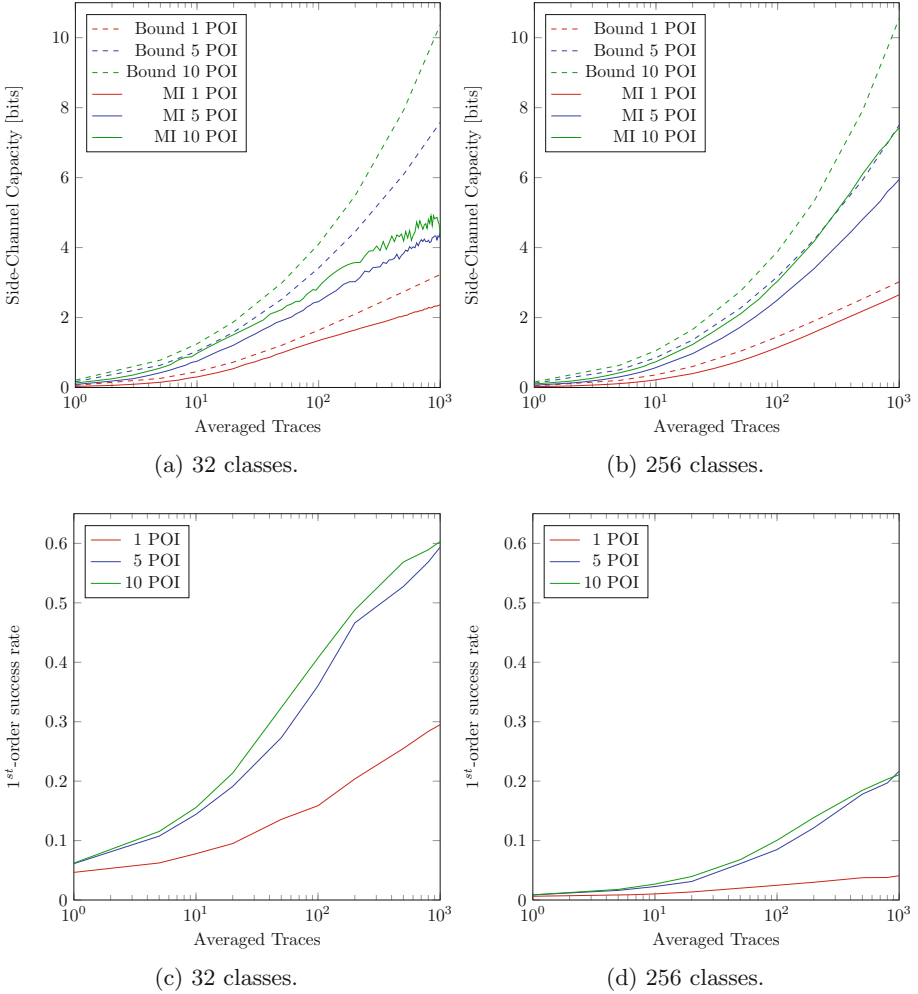 Side-Channel Capacity [bits]
10
8
6
4
2
0
Bound 1 POI
Bound 5 POI
Bound 10 POI
MI 1 POI
MI 5 POI
MI 10 POI
10^0
10^1
10^2
10^3
Averaged Traces
(a) 32 classes.
Side-Channel Capacity [bits]
10
8
6
4
2
0
Bound 1 POI
Bound 5 POI
Bound 10 POI
MI 1 POI
MI 5 POI
MI 10 POI
10^0
10^1
10^2
10^3
Averaged Traces
(b) 256 classes.
1^st-order success rate
0.6
0.5
0.4
0.3
0.2
0.1
0
1 POI
5 POI
10 POI
10^0
10^1
10^2
10^3
Averaged Traces
(c) 32 classes.
1^st-order success rate
0.6
0.5
0.4
0.3
0.2
0.1
0
1 POI
5 POI
10 POI
10^0
10^1
10^2
10^3
Averaged Traces
(d) 256 classes.